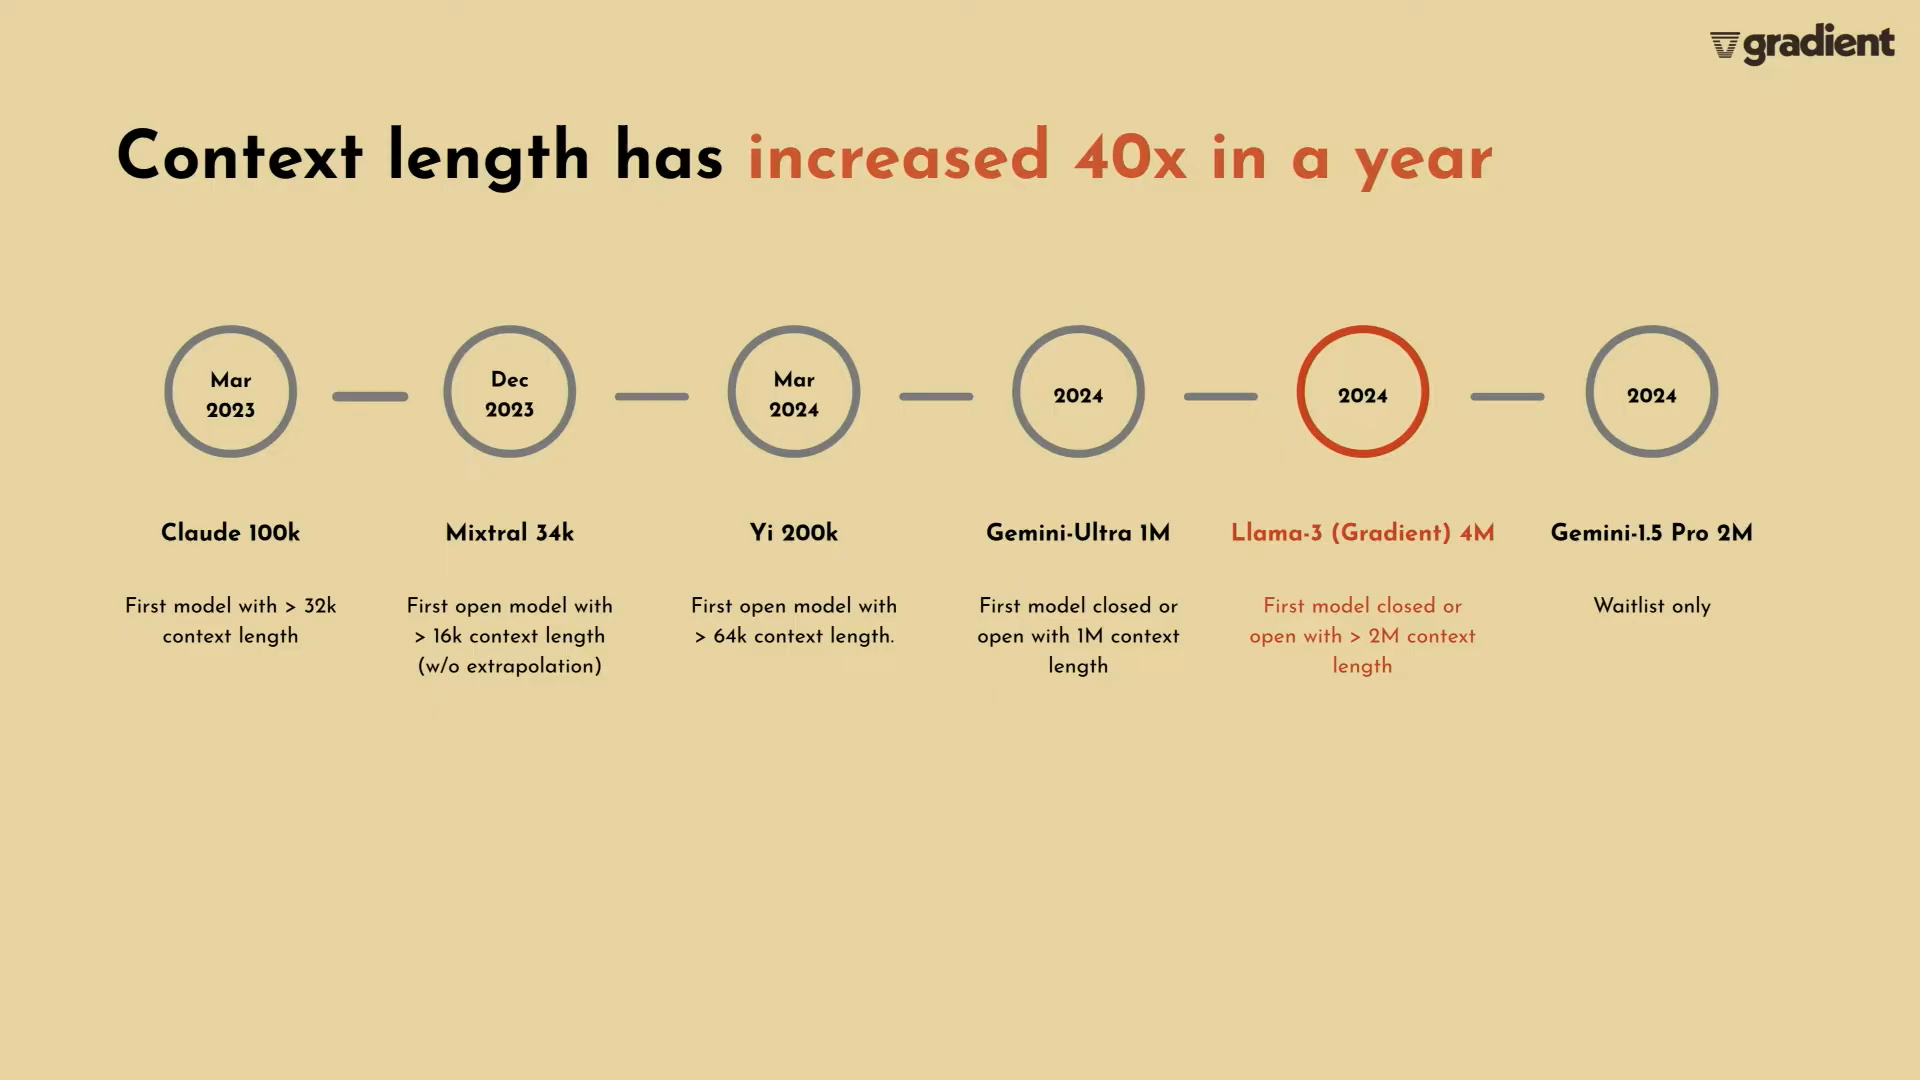 gradient
Context length has increased 40x in a year
Mar
2023
Dec
2023
Mar
2024
2024
2024
2024
Claude 100k
Mixtral 34k
Yi 200k
Gemini-Ultra 1M
Llama-3 (Gradient) 4M
Gemini-1.5 Pro 2M
First model with > 32k
context length
First open model with
> 16k context length
(w/o extrapolation)
First open model with
> 64k context length.
First model closed or
open with 1M context
length
First model closed or
open with > 2M context
length
Waitlist only